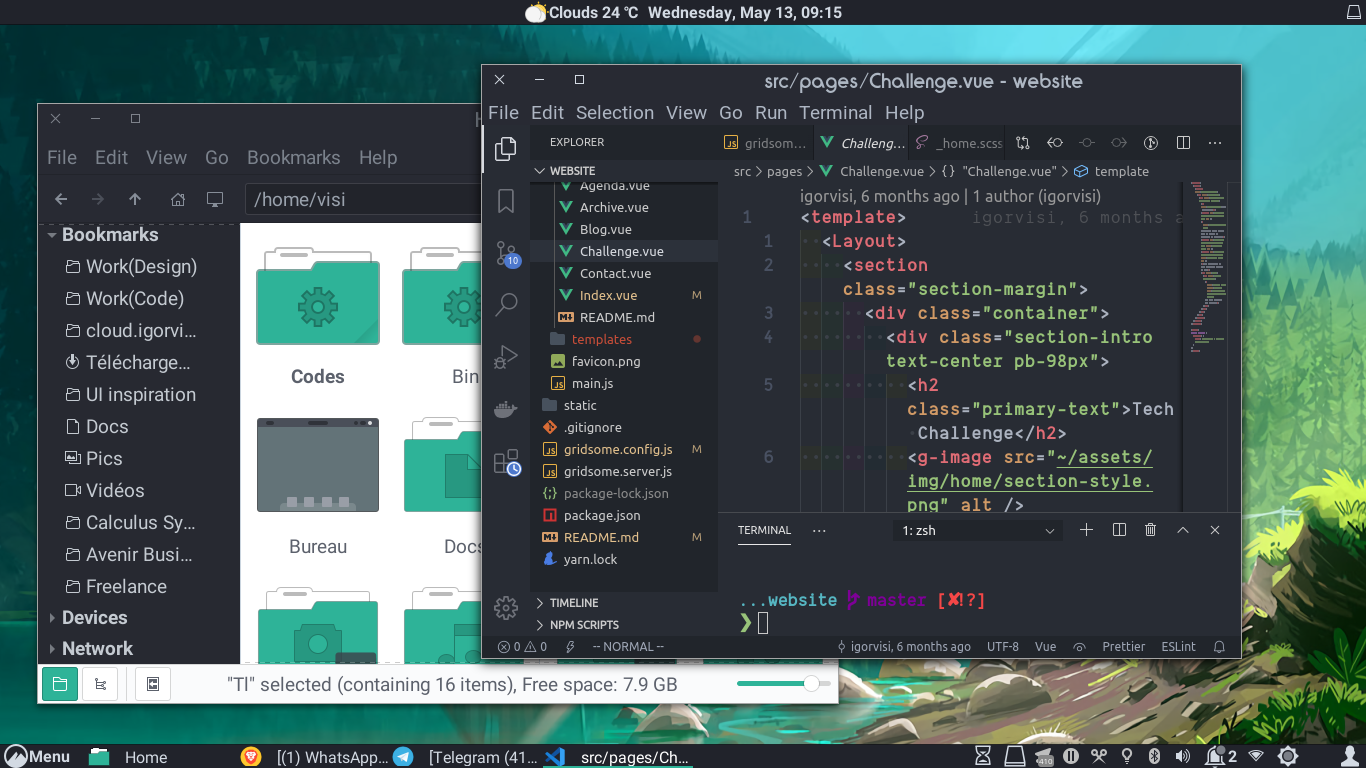 Clouds 24 °C Wednesday, May 13, 09:15
File Edit View Go Bookmarks Help
/home/visi
Bookmarks
Work(Design)
Work(Code)
cloud.igorvi...
Télécharge...
UI inspiration
Docs
Pics
Vidéos
Calculus Sy...
Avenir Busi...
Freelance
Devices
Network
Codes
Bin
Bureau
Docs
"TI" selected (containing 16 items), Free space: 7.9 GB
src/pages/Challenge.vue - website
File Edit Selection View Go Run Terminal Help
EXPLORER
WEBSITE
Agenda.vue
Archive.vue
Blog.vue
Challenge.vue
Contact.vue
Index.vue M
README.md
templates
favicon.png
main.js
static
.gitignore
gridsome.config.js M
gridsome.server.js
package-lock.json
package.json
README.md M
yarn.lock
TIMELINE
NPM SCRIPTS
10
gridsom... Challeng... _home.scss ...
src > pages > Challenge.vue > {} "Challenge.vue" > template
igorvisi, 6 months ago | 1 author (igorvisi)
1 <template> igorvisi, 6 months a
1 <Layout>
2 <section
class="section-margin">
3 <div class="container">
4 <div class="section-intro
text-center pb-98px">
5 <h2
class="primary-text">Tech
Challenge</h2>
6 <g-image src="~/assets/
img/home/section-style.
png" alt />
TERMINAL ... 1: zsh
...website master [✘!?]
❯
0 0 -- NORMAL -- igorvisi, 6 months ago UTF-8 Vue Prettier ESLint
Menu Home [(1) WhatsApp... [Telegram (41... src/pages/Ch... 410 2